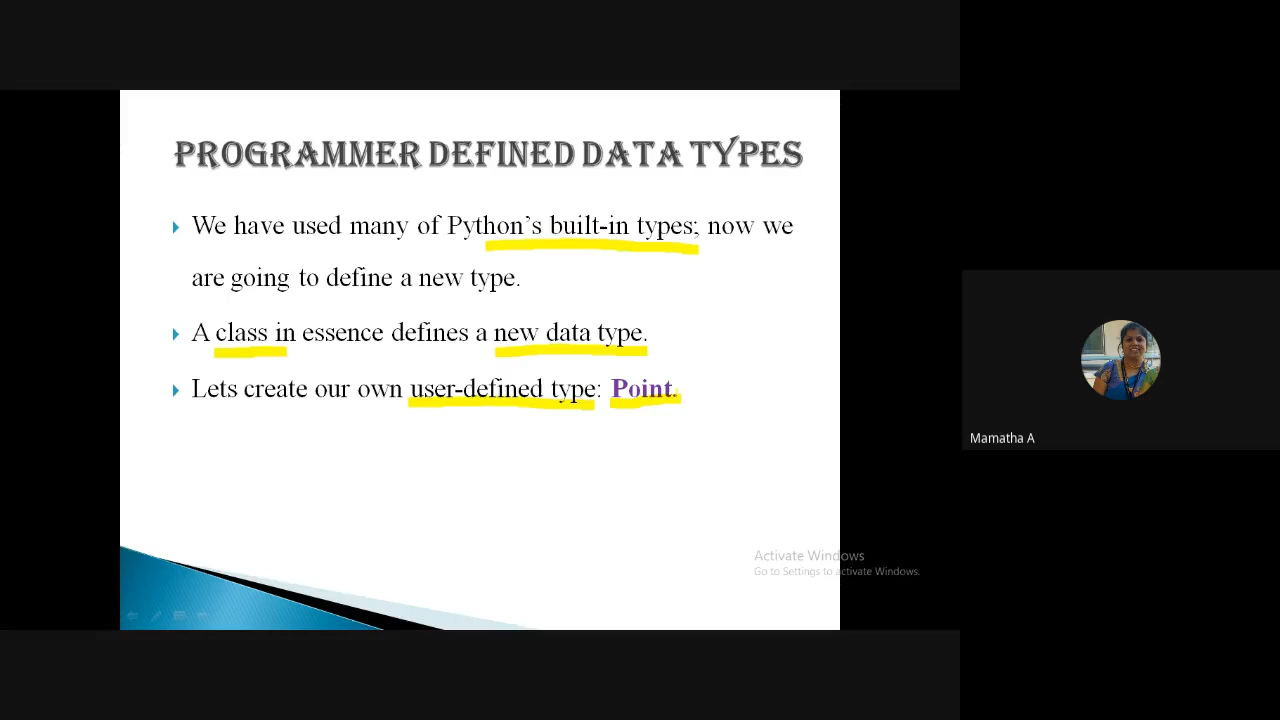 PROGRAMMER DEFINED DATA TYPES
We have used many of Python’s built-in types; now we
are going to define a new type.
A class in essence defines a new data type.
Lets create our own user-defined type: Point.
Mamatha A
Activate Windows
Go to Settings to activate Windows.